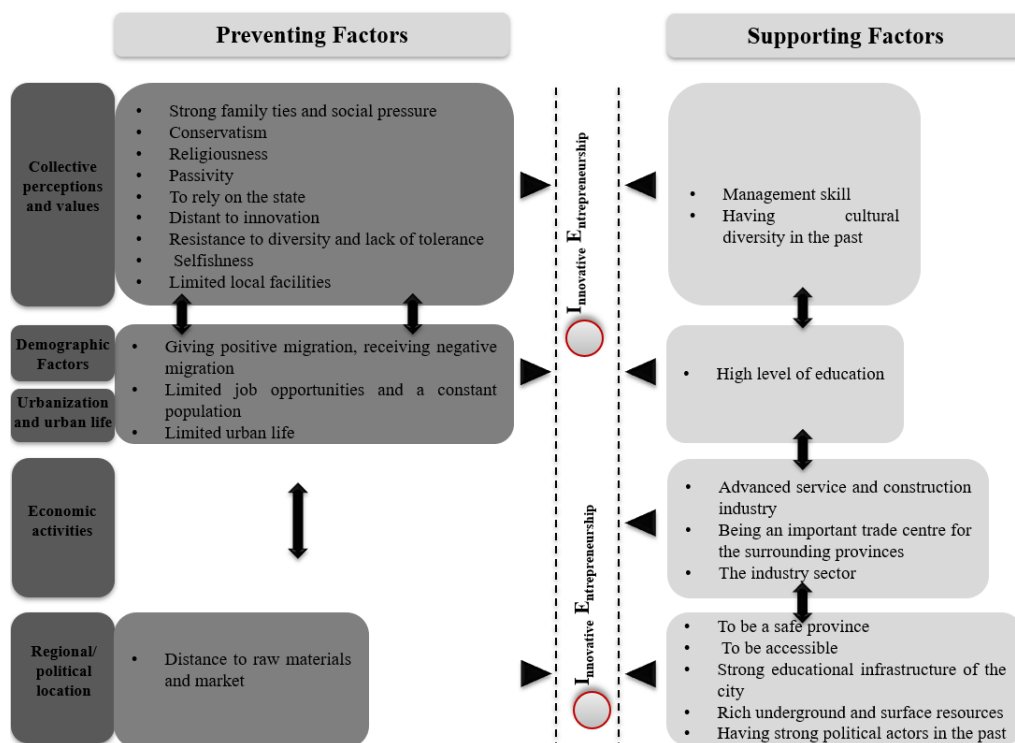 Preventing Factors
Supporting Factors
Collective
perceptions
and values
• Strong family ties and social pressure
• Conservatism
• Religiousness
• Passivity
• To rely on the state
• Distant to innovation
• Resistance to diversity and lack of tolerance
• Selfishness
• Limited local facilities
Innovative Entrepreneurship
• Management skill
• Having cultural
diversity in the past
Demographic
Factors
Urbanization
and urban life
• Giving positive migration, receiving negative
migration
• Limited job opportunities and a constant
population
• Limited urban life
• High level of education
Economic
activities
• Advanced service and construction
industry
• Being an important trade centre for
the surrounding provinces
• The industry sector
Innovative Entrepreneurship
Regional/
political
location
• Distance to raw materials
and market
• To be a safe province
• To be accessible
• Strong educational infrastructure of the
city
• Rich underground and surface resources
• Having strong political actors in the past